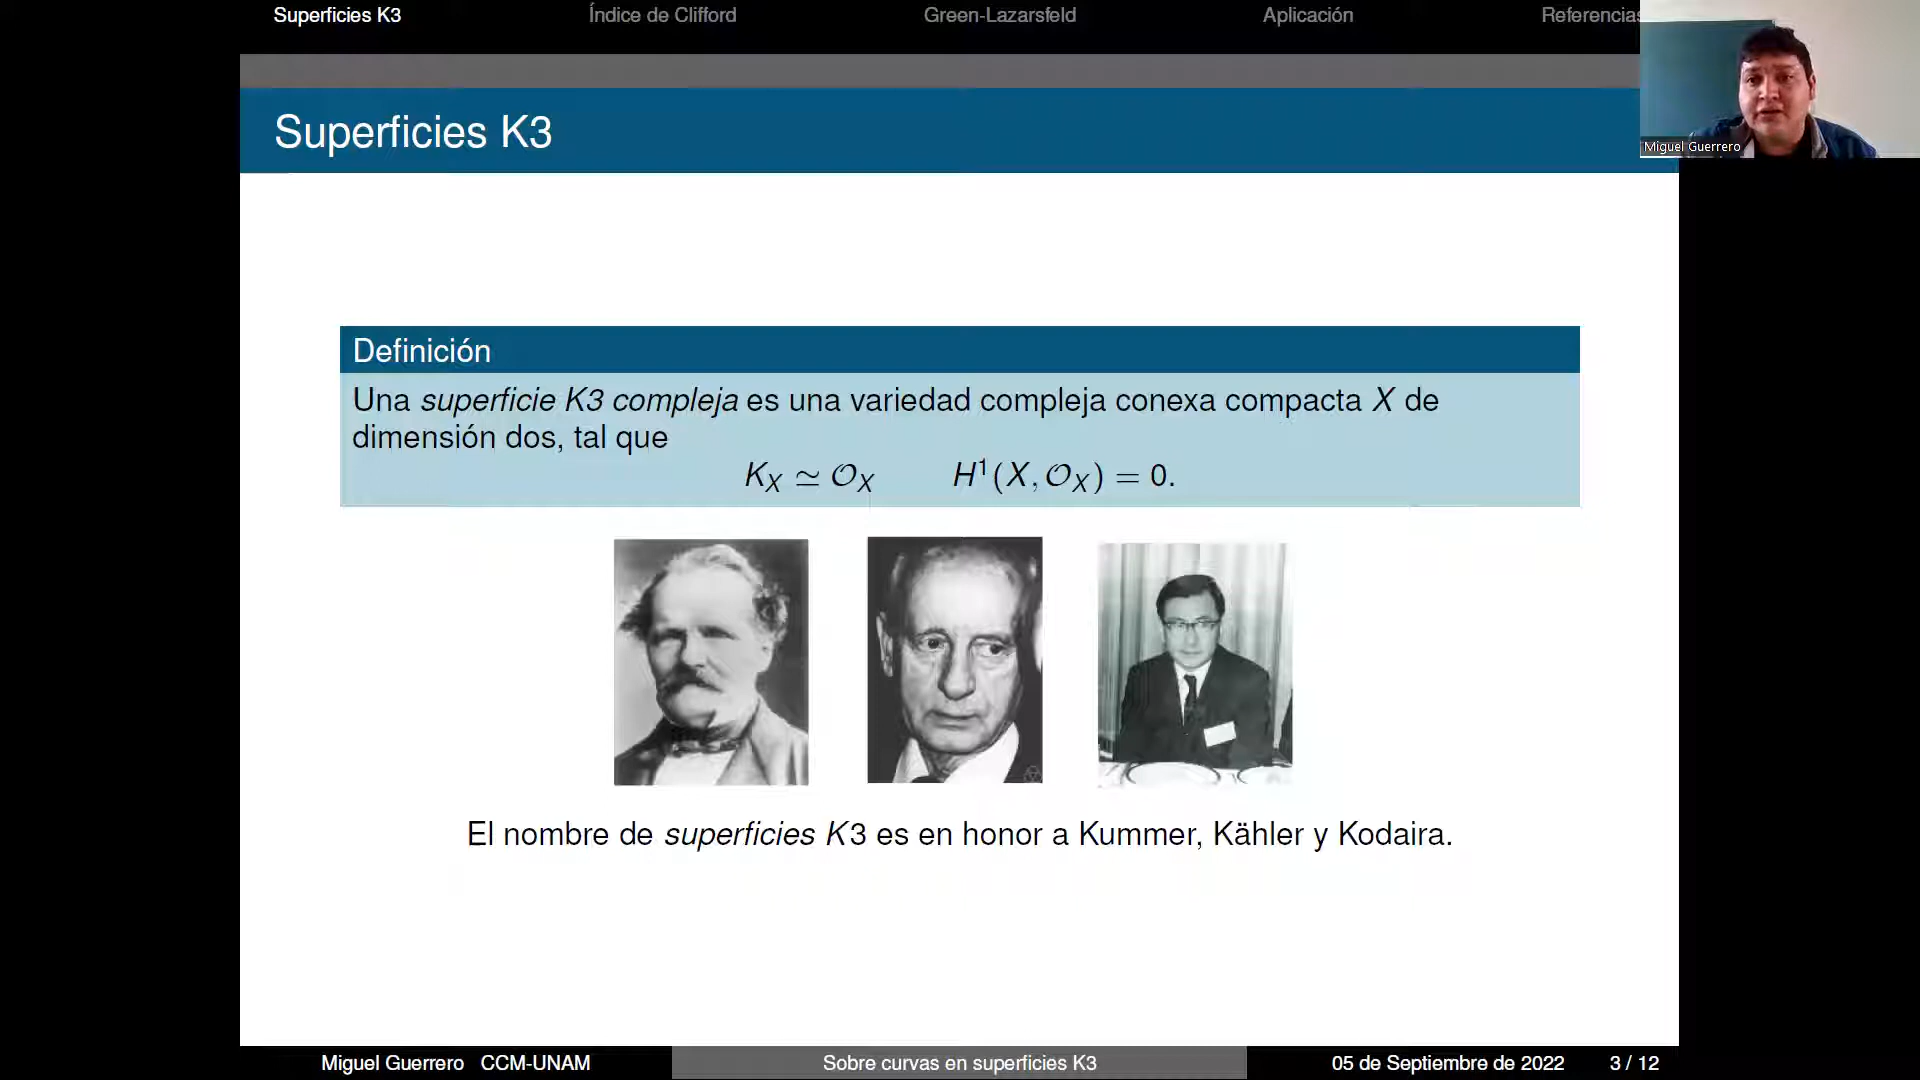 Superficies K3 Índice de Clifford Green-Lazarsfeld Aplicación Referencias
Superficies K3
Miguel Guerrero
Definición
Una superficie K3 compleja es una variedad compleja conexa compacta X de
dimensión dos, tal que
K_X ≃ 𝒪_X H¹(X, 𝒪_X) = 0.
El nombre de superficies K3 es en honor a Kummer, Kähler y Kodaira.
Miguel Guerrero CCM-UNAM Sobre curvas en superficies K3 05 de Septiembre de 2022 3 / 12